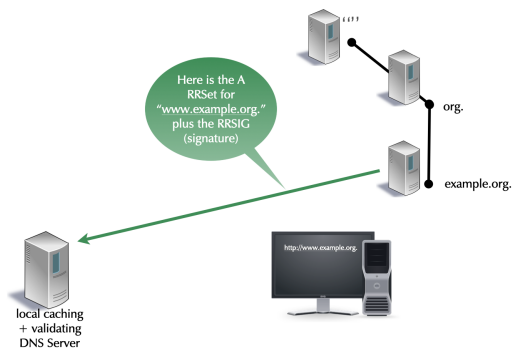 “”
Here is the A
RRSet for
“www.example.org.”
plus the RRSIG
(signature)
org.
example.org.
http://www.example.org.
local caching
+ validating
DNS Server